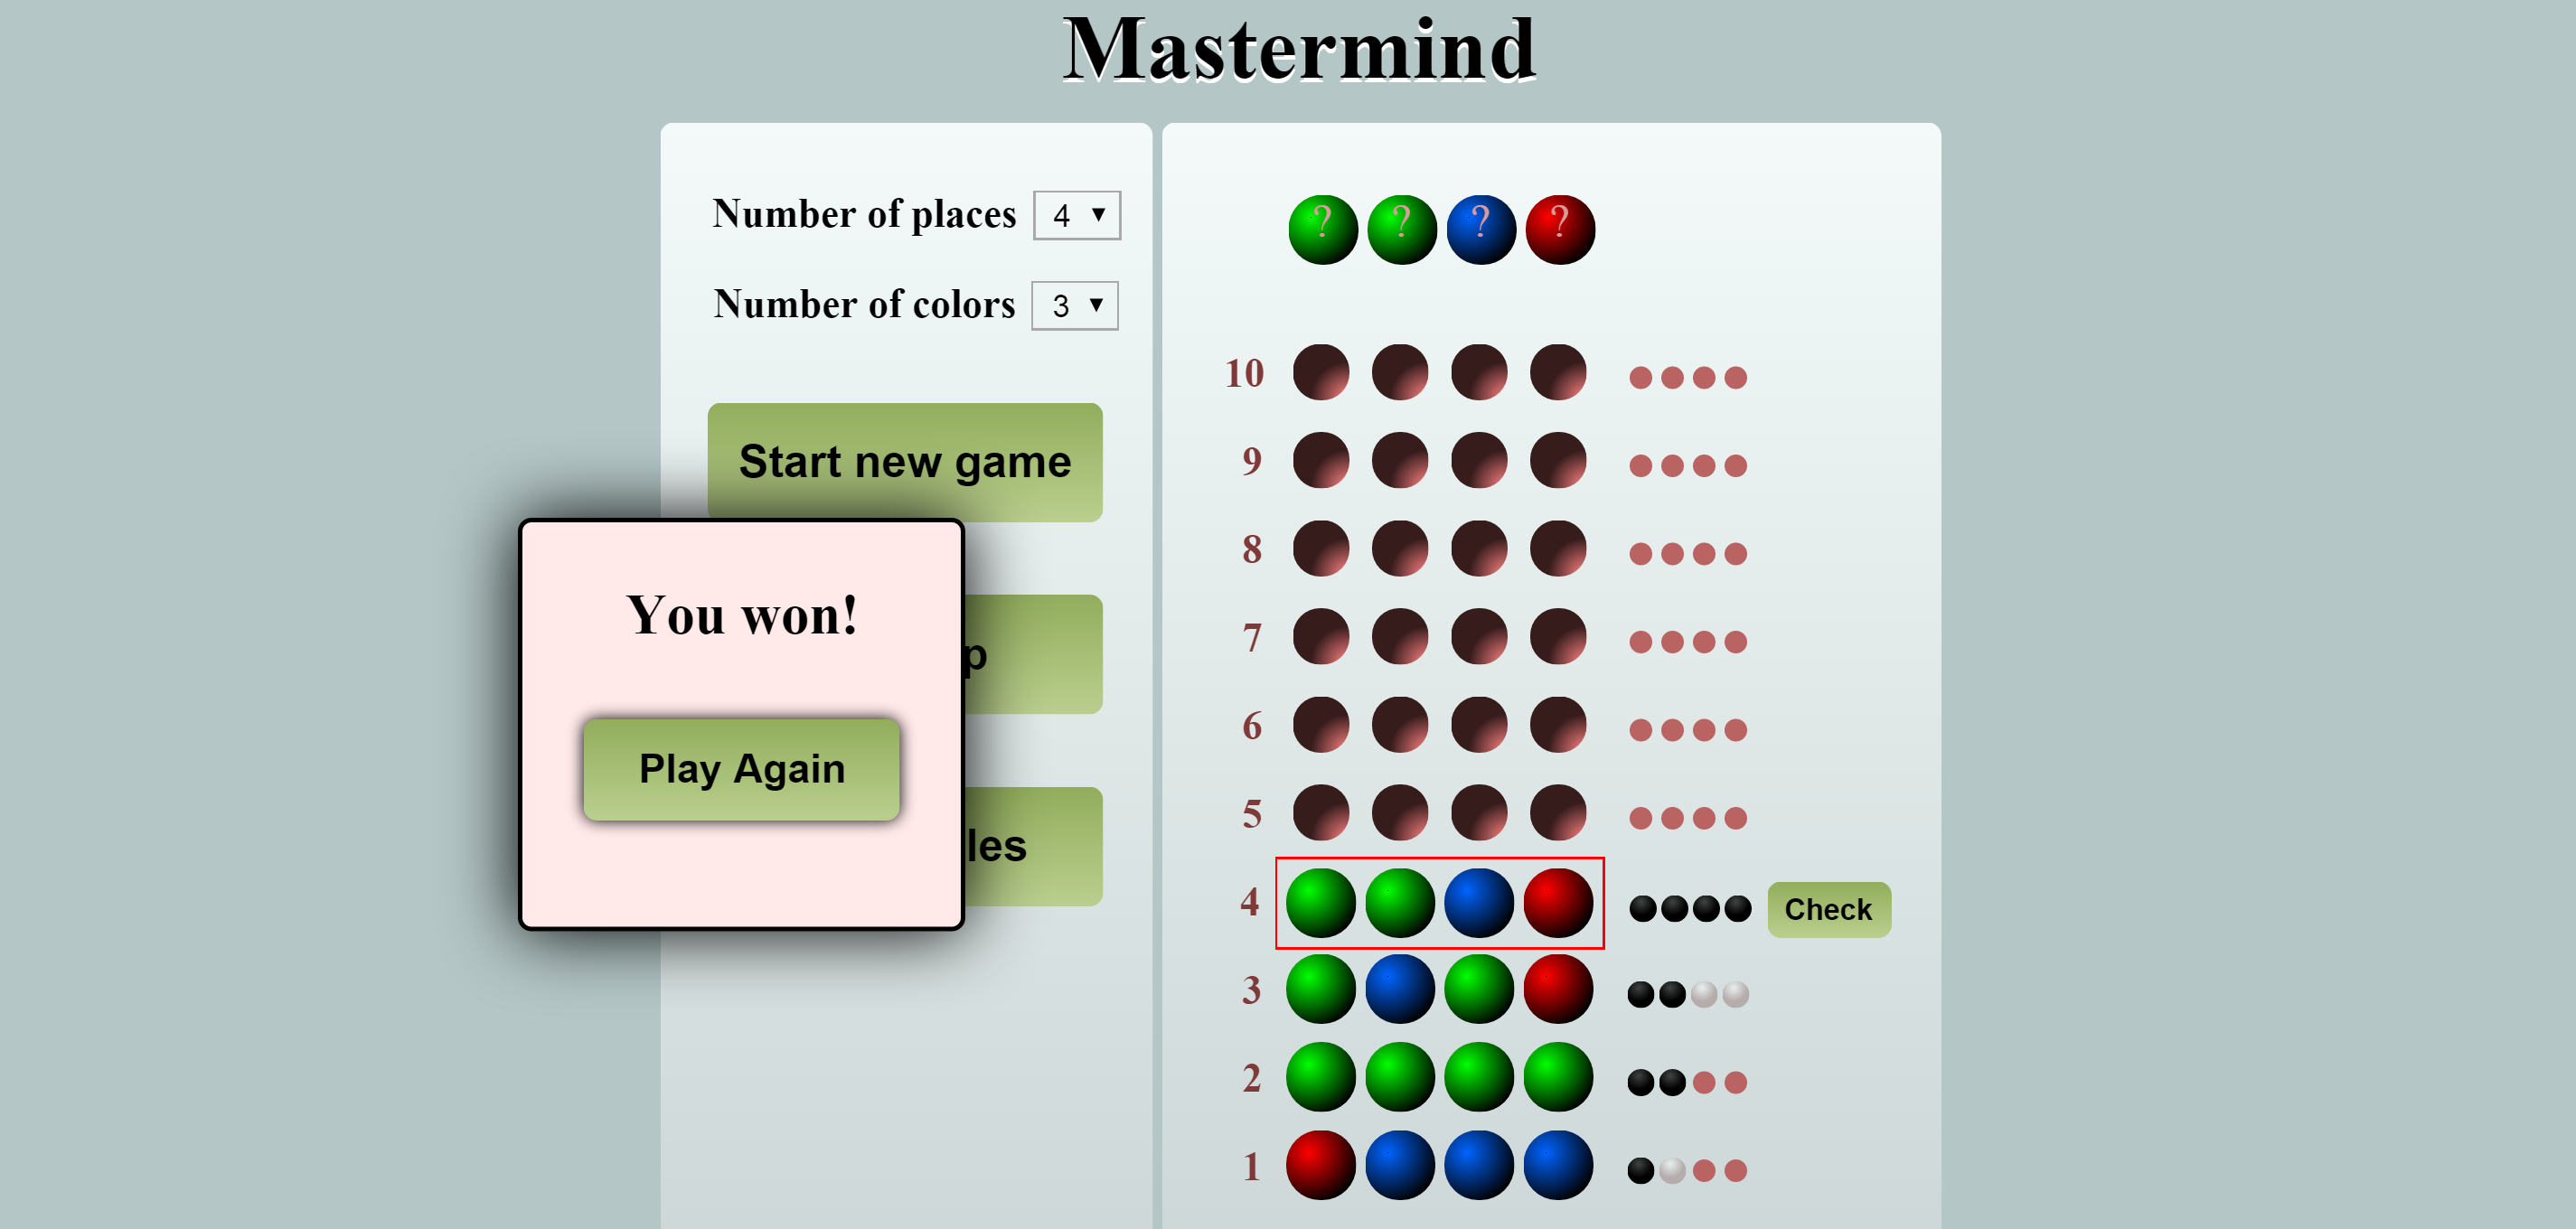 Mastermind
Number of places 4
Number of colors 3
Start new game
p
les
You won!
Play Again
? ? ? ?
10
9
8
7
6
5
4 Check
3
2
1